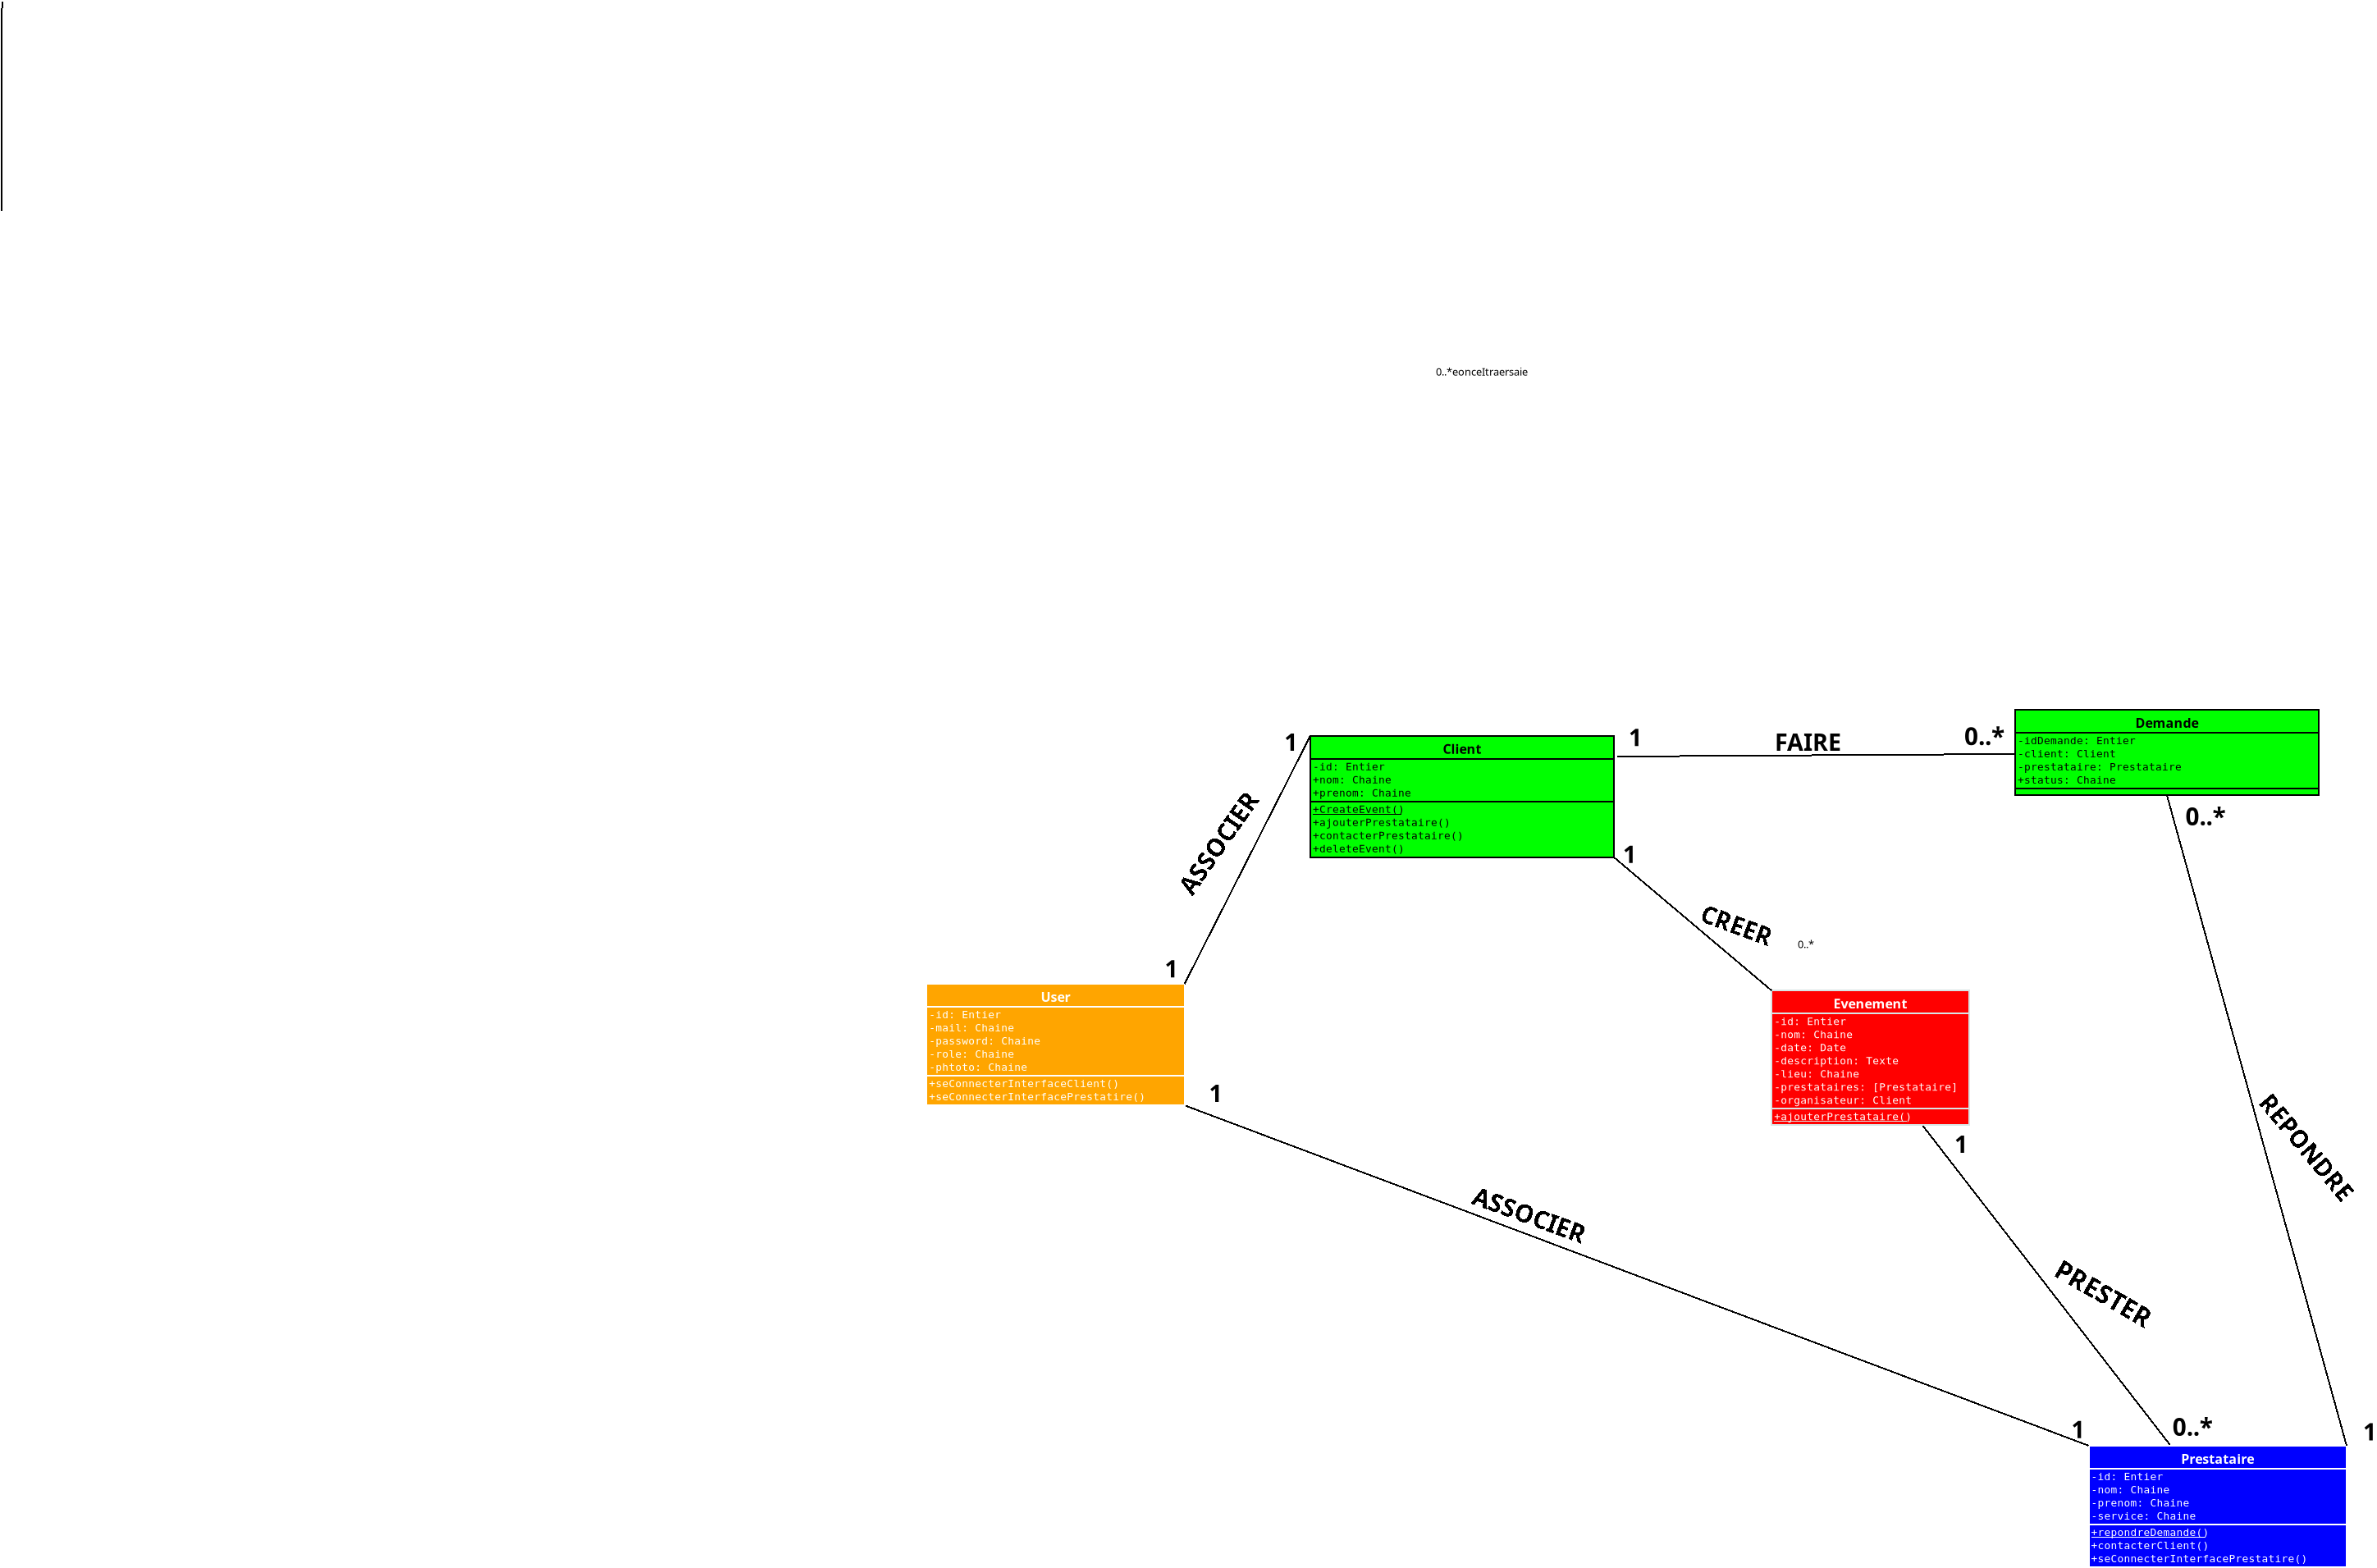 0..*eonceItraersaie
Demande
-idDemande: Entier
-client: Client
-prestataire: Prestataire
+status: Chaine
1
FAIRE
0..*
1
Client
-id: Entier
+nom: Chaine
+prenom: Chaine
+CreateEvent()
+ajouterPrestataire()
+contacterPrestataire()
+deleteEvent()
0..*
ASSOCIER
1
CREER
0..*
1
User
-id: Entier
-mail: Chaine
-password: Chaine
-role: Chaine
-phtoto: Chaine
+seConnecterInterfaceClient()
+seConnecterInterfacePrestatire()
Evenement
-id: Entier
-nom: Chaine
-date: Date
-description: Texte
-lieu: Chaine
-prestataires: [Prestataire]
-organisateur: Client
+ajouterPrestataire()
1
1
REPONDRE
ASSOCIER
PRESTER
1
0..*
1
Prestataire
-id: Entier
-nom: Chaine
-prenom: Chaine
-service: Chaine
+repondreDemande()
+contacterClient()
+seConnecterInterfacePrestatire()